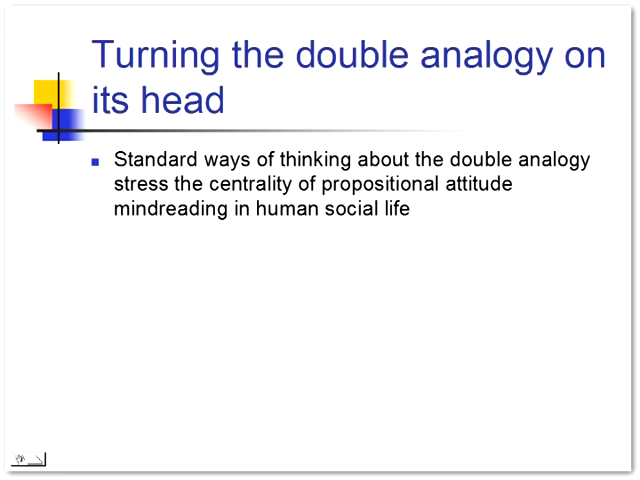 Turning the double analogy on
its head
Standard ways of thinking about the double analogy
stress the centrality of propositional attitude
mindreading in human social life